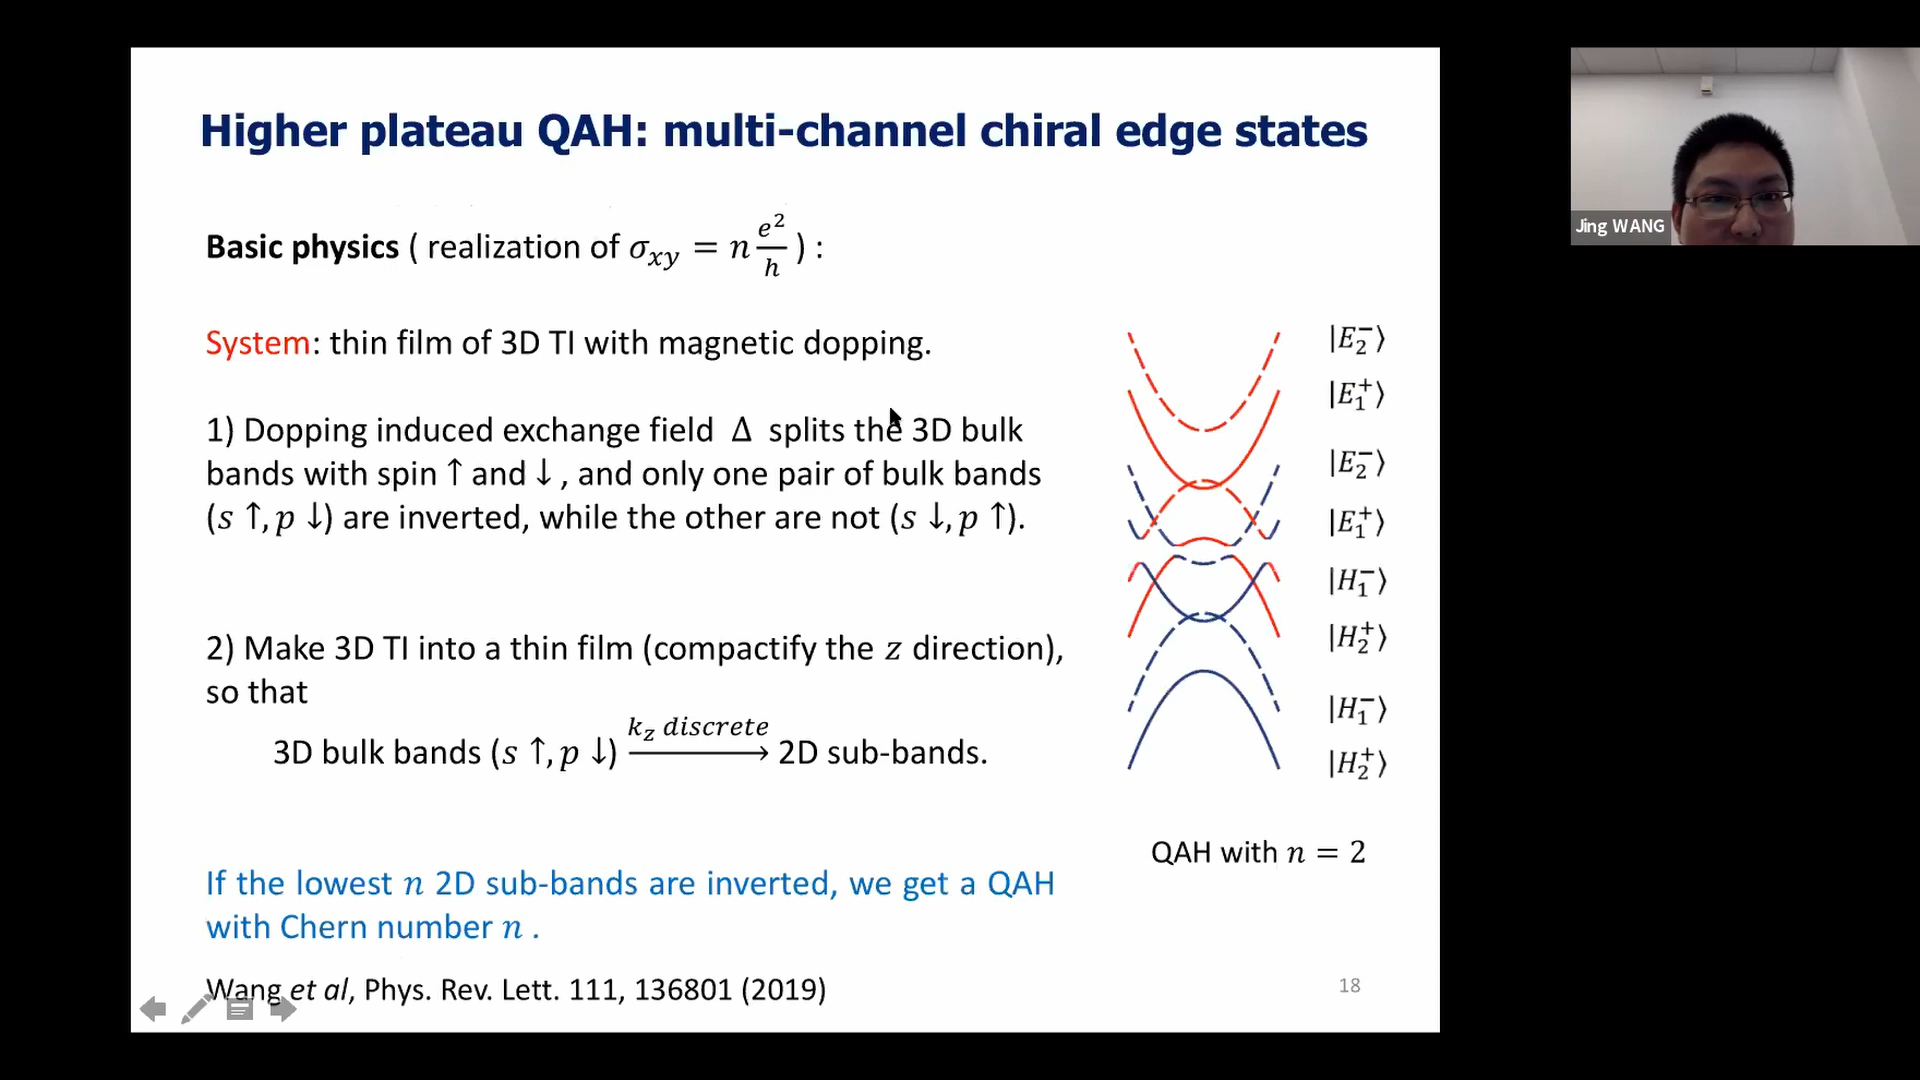 Higher plateau QAH: multi-channel chiral edge states
Basic physics ( realization of σ_xy = n e²/h ) :
System: thin film of 3D TI with magnetic dopping.
1) Dopping induced exchange field Δ splits the 3D bulk
bands with spin ↑ and ↓ , and only one pair of bulk bands
(s ↑, p ↓) are inverted, while the other are not (s ↓, p ↑).
2) Make 3D TI into a thin film (compactify the z direction),
so that
k_z discrete
3D bulk bands (s ↑, p ↓) ⟶ 2D sub-bands.
If the lowest n 2D sub-bands are inverted, we get a QAH
with Chern number n .
Wang et al, Phys. Rev. Lett. 111, 136801 (2019)
|E₂⁻⟩
|E₁⁺⟩
|E₂⁻⟩
|E₁⁺⟩
|H₁⁻⟩
|H₂⁺⟩
|H₁⁻⟩
|H₂⁺⟩
QAH with n = 2
18
Jing WANG